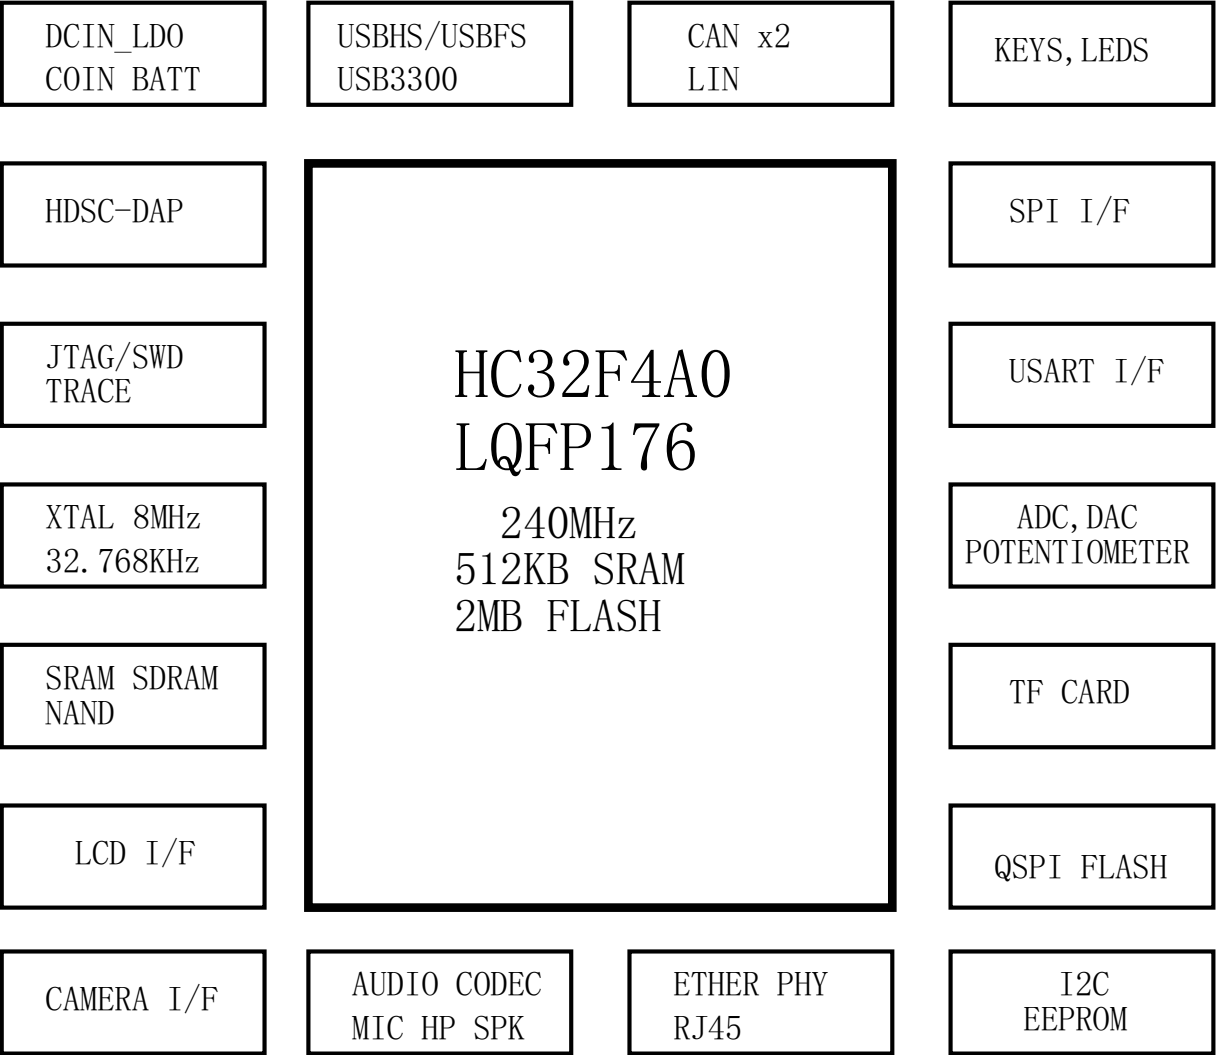 DCIN_LDO
COIN BATT
USBHS/USBFS
USB3300
CAN x2
LIN
KEYS,LEDS
HDSC-DAP
SPI I/F
JTAG/SWD
TRACE
HC32F4A0
LQFP176
240MHz
512KB SRAM
2MB FLASH
USART I/F
XTAL 8MHz
32.768KHz
ADC,DAC
POTENTIOMETER
SRAM SDRAM
NAND
TF CARD
LCD I/F
QSPI FLASH
CAMERA I/F
AUDIO CODEC
MIC HP SPK
ETHER PHY
RJ45
I2C
EEPROM